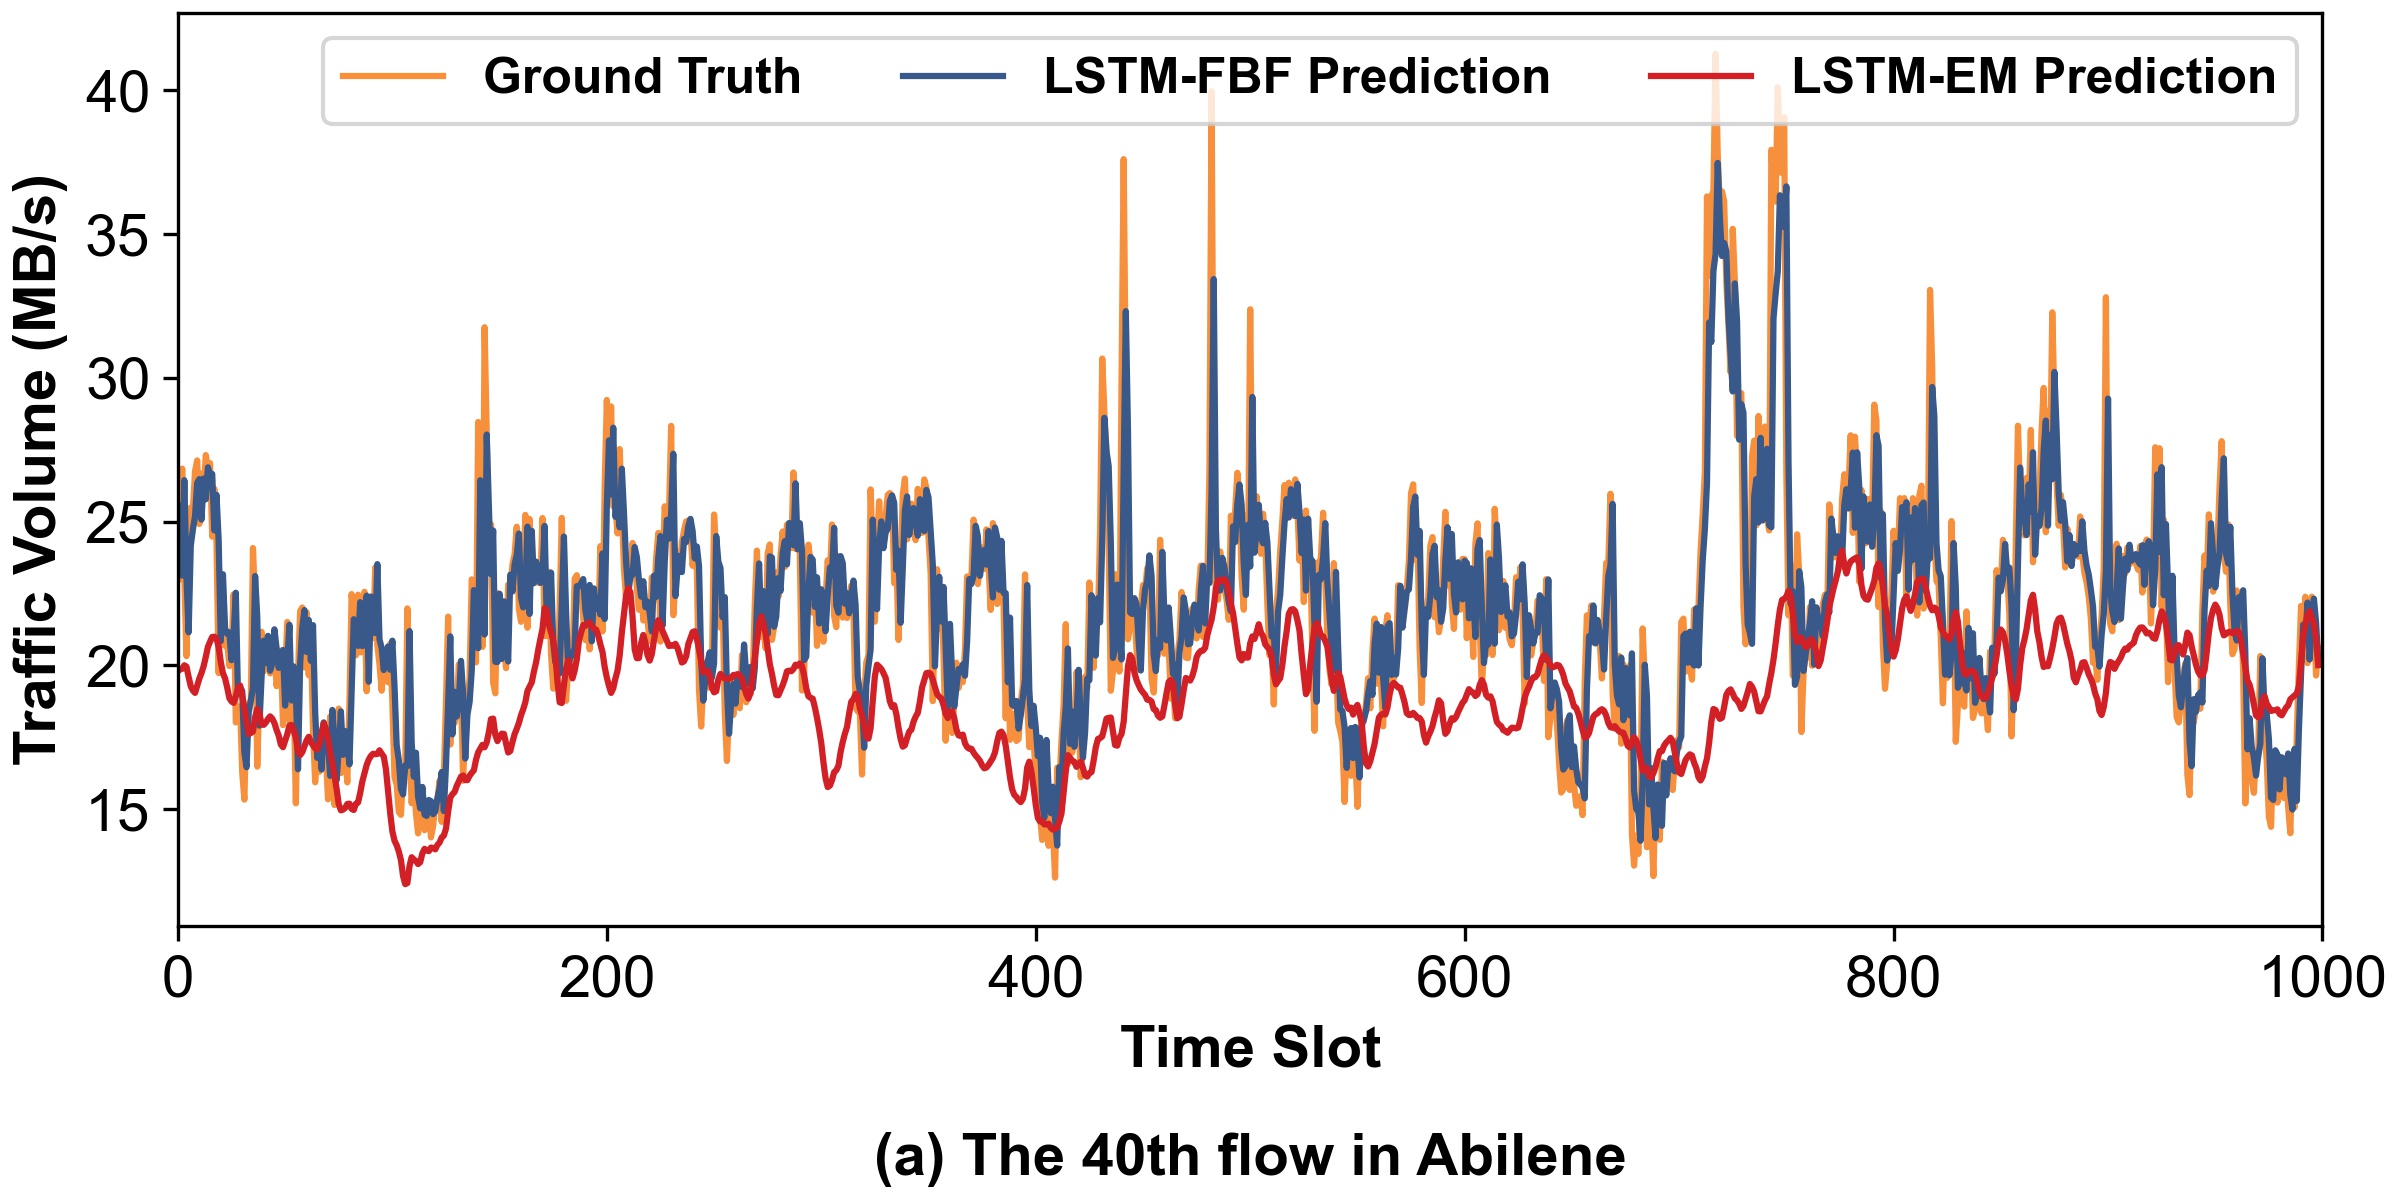 Ground Truth LSTM-FBF Prediction LSTM-EM Prediction
40
35
30
25
20
15
Traffic Volume (MB/s)
0 200 400 600 800 1000
Time Slot
(a) The 40th flow in Abilene